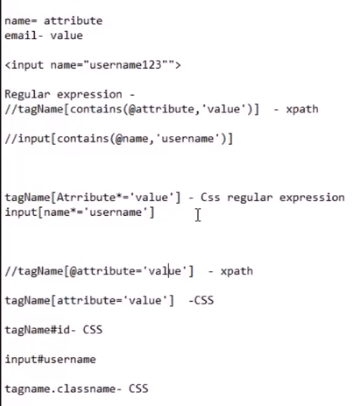 name= attribute
email- value
<input name="username123"">
Regular expression -
//tagName[contains(@attribute,'value')]  - xpath
//input[contains(@name,'username')]
tagName[Atrribute*='value'] - Css regular expression
input[name*='username']
//tagName[@attribute='value']  - xpath
tagName[attribute='value']  -CSS
tagName#id- CSS
input#username
tagname.classname- CSS